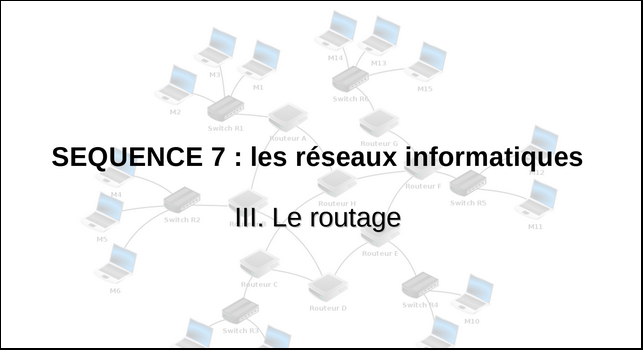 M14
M13
M3
M1
M15
M2
Switch R6
Switch R1
Routeur A
Routeur G
SEQUENCE 7 : les réseaux informatiques
M12
Routeur F
M4
Switch R5
Routeur H
Switch R2
III. Le routage
M11
M5
Routeur E
M6
Routeur C
Routeur D
Switch R4
M10
Switch R3